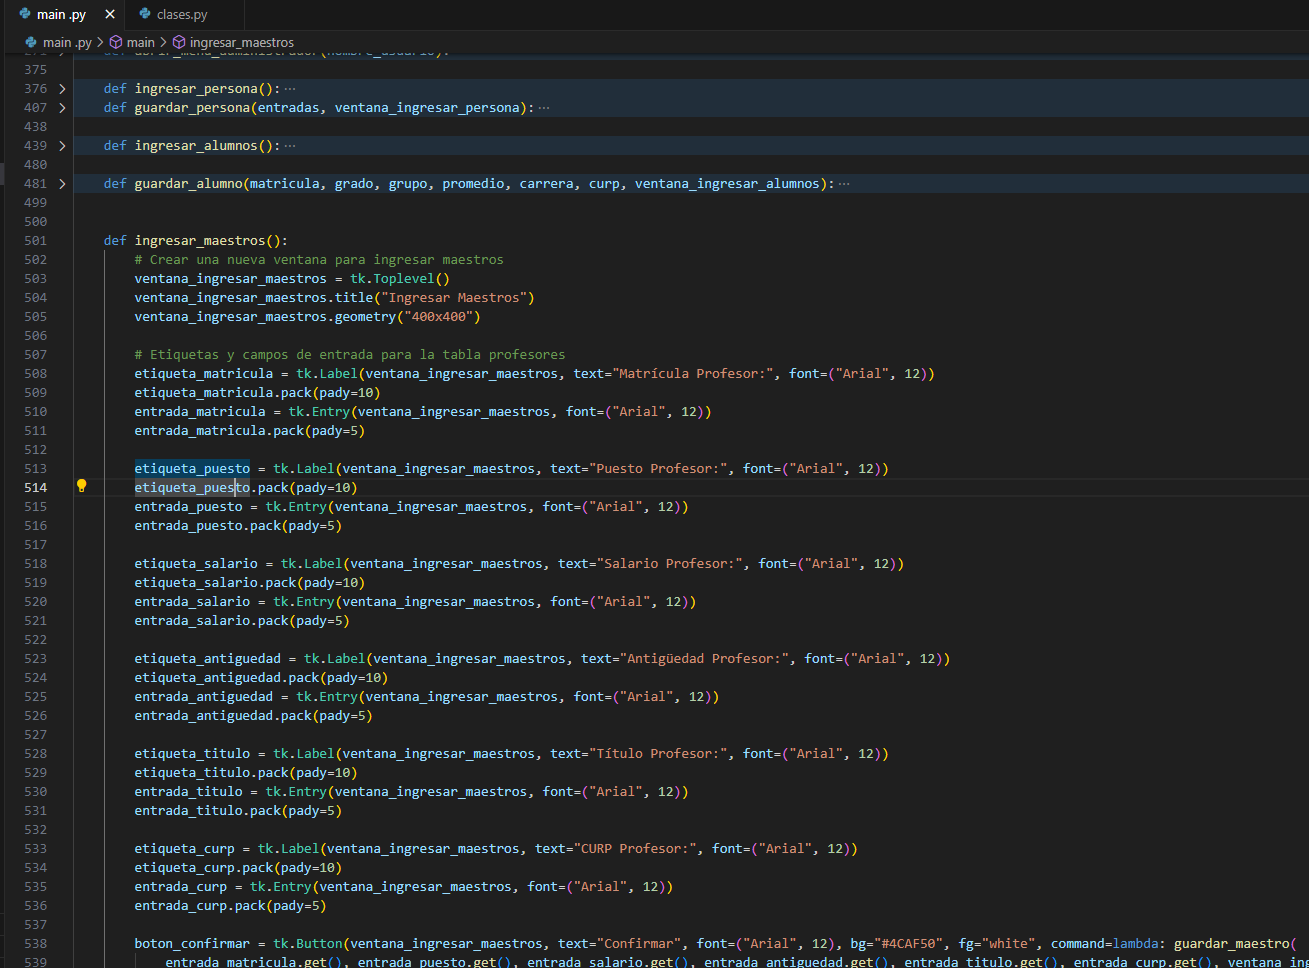 main .py clases.py
main .py > main > ingresar_maestros
375
376 def ingresar_persona(): ...
407 def guardar_persona(entradas, ventana_ingresar_persona): ...
438
439 def ingresar_alumnos(): ...
480
481 def guardar_alumno(matricula, grado, grupo, promedio, carrera, curp, ventana_ingresar_alumnos): ...
499
500
501 def ingresar_maestros():
502 # Crear una nueva ventana para ingresar maestros
503 ventana_ingresar_maestros = tk.Toplevel()
504 ventana_ingresar_maestros.title("Ingresar Maestros")
505 ventana_ingresar_maestros.geometry("400x400")
506
507 # Etiquetas y campos de entrada para la tabla profesores
508 etiqueta_matricula = tk.Label(ventana_ingresar_maestros, text="Matrícula Profesor:", font=("Arial", 12))
509 etiqueta_matricula.pack(pady=10)
510 entrada_matricula = tk.Entry(ventana_ingresar_maestros, font=("Arial", 12))
511 entrada_matricula.pack(pady=5)
512
513 etiqueta_puesto = tk.Label(ventana_ingresar_maestros, text="Puesto Profesor:", font=("Arial", 12))
514 etiqueta_puesto.pack(pady=10)
515 entrada_puesto = tk.Entry(ventana_ingresar_maestros, font=("Arial", 12))
516 entrada_puesto.pack(pady=5)
517
518 etiqueta_salario = tk.Label(ventana_ingresar_maestros, text="Salario Profesor:", font=("Arial", 12))
519 etiqueta_salario.pack(pady=10)
520 entrada_salario = tk.Entry(ventana_ingresar_maestros, font=("Arial", 12))
521 entrada_salario.pack(pady=5)
522
523 etiqueta_antiguedad = tk.Label(ventana_ingresar_maestros, text="Antigüedad Profesor:", font=("Arial", 12))
524 etiqueta_antiguedad.pack(pady=10)
525 entrada_antiguedad = tk.Entry(ventana_ingresar_maestros, font=("Arial", 12))
526 entrada_antiguedad.pack(pady=5)
527
528 etiqueta_titulo = tk.Label(ventana_ingresar_maestros, text="Título Profesor:", font=("Arial", 12))
529 etiqueta_titulo.pack(pady=10)
530 entrada_titulo = tk.Entry(ventana_ingresar_maestros, font=("Arial", 12))
531 entrada_titulo.pack(pady=5)
532
533 etiqueta_curp = tk.Label(ventana_ingresar_maestros, text="CURP Profesor:", font=("Arial", 12))
534 etiqueta_curp.pack(pady=10)
535 entrada_curp = tk.Entry(ventana_ingresar_maestros, font=("Arial", 12))
536 entrada_curp.pack(pady=5)
537
538 boton_confirmar = tk.Button(ventana_ingresar_maestros, text="Confirmar", font=("Arial", 12), bg="#4CAF50", fg="white", command=lambda: guardar_maestro(
539 entrada_matricula.get(), entrada_puesto.get(), entrada_salario.get(), entrada_antiguedad.get(), entrada_titulo.get(), entrada_curp.get(), ventana_in